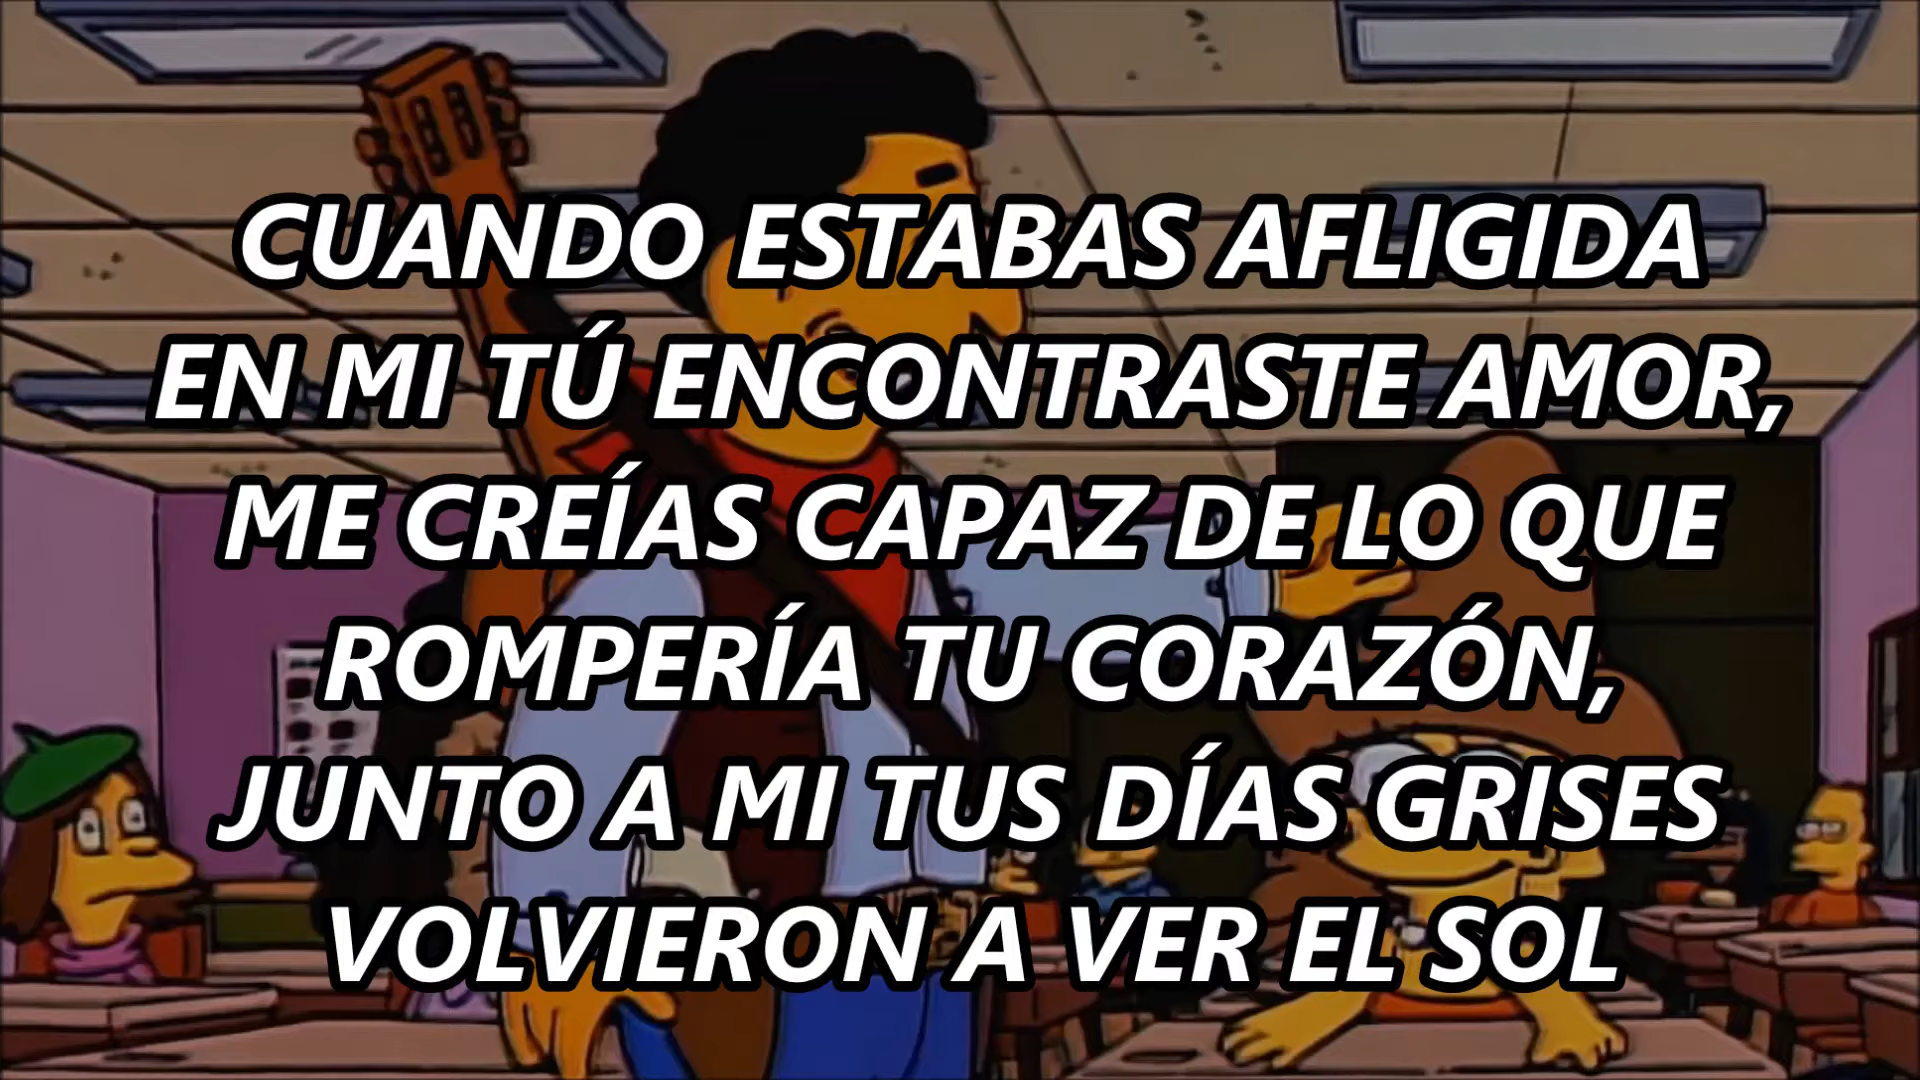 CUANDO ESTABAS AFLIGIDA
EN MI TÚ ENCONTRASTE AMOR,
ME CREÍAS CAPAZ DE LO QUE
ROMPERÍA TU CORAZÓN,
JUNTO A MI TUS DÍAS GRISES
VOLVIERON A VER EL SOL